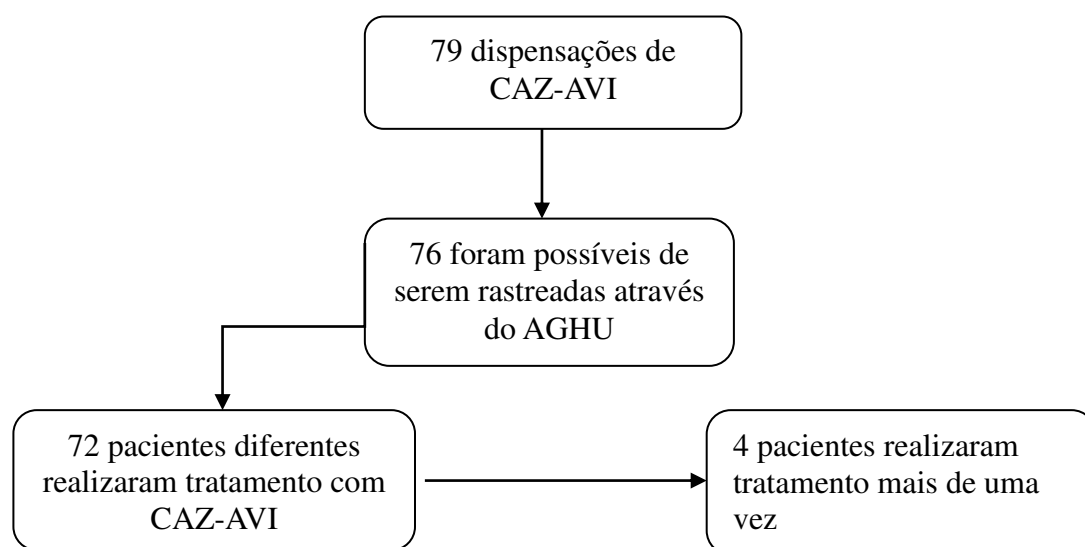 79 dispensações de
CAZ-AVI
76 foram possíveis de
serem rastreadas através
do AGHU
72 pacientes diferentes
realizaram tratamento com
CAZ-AVI
4 pacientes realizaram
tratamento mais de uma
vez